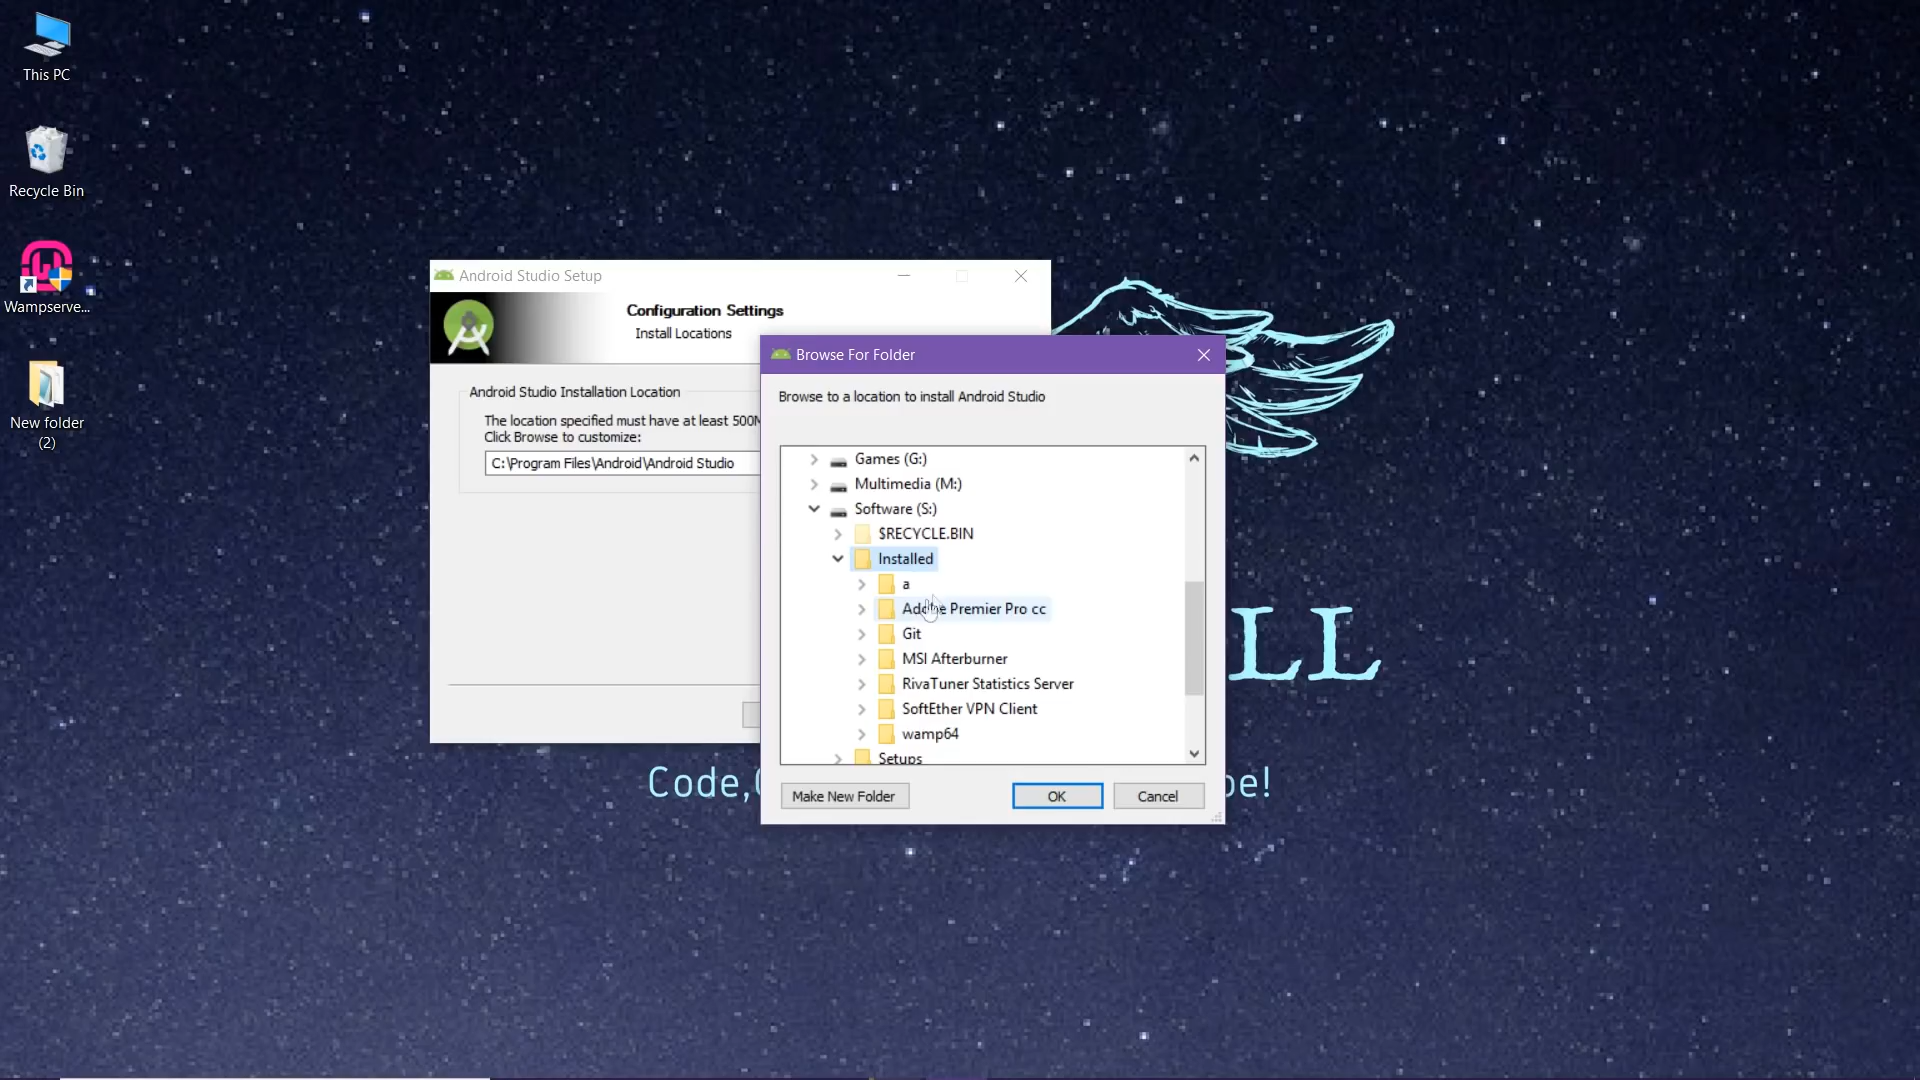 This PC
Recycle Bin
Wampserve...
New folder
(2)
Android Studio Setup
Configuration Settings
Install Locations
Android Studio Installation Location
The location specified must have at least 500M
Click Browse to customize:
C:\Program Files\Android\Android Studio
Browse For Folder
Browse to a location to install Android Studio
Games (G:)
Multimedia (M:)
Software (S:)
$RECYCLE.BIN
Installed
a
Adobe Premier Pro cc
Git
MSI Afterburner
RivaTuner Statistics Server
SoftEther VPN Client
wamp64
Setups
Make New Folder
OK
Cancel
LL
Code,
be!